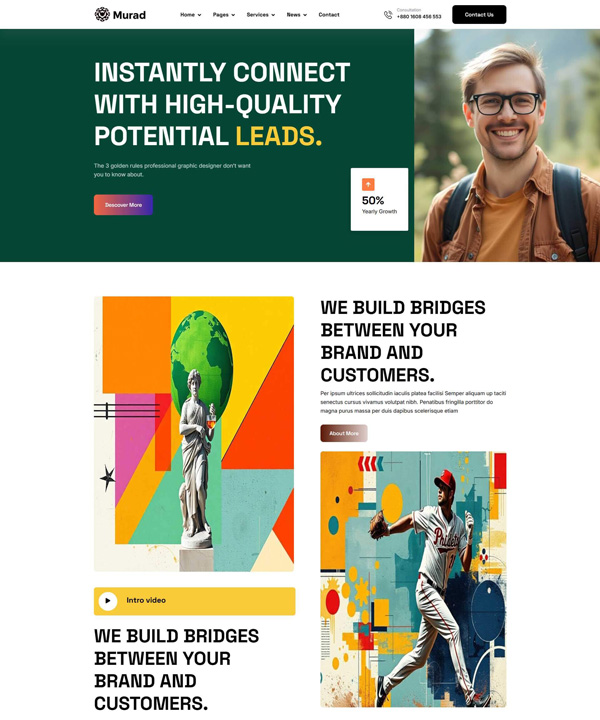 Murad
Home Pages Services News Contact
Consultation
+880 1608 458 553
Contact Us
INSTANTLY CONNECT
WITH HIGH-QUALITY
POTENTIAL LEADS.
The 3 golden rules professional graphic designer don't want
you to know about.
Descover More
50%
Yearly Growth
WE BUILD BRIDGES
BETWEEN YOUR
BRAND AND
CUSTOMERS.
Per ipsum ultrices sollicitudin iaculis platea facilisi Semper aliquam up taciti
senectus cursus vivamus volutpat nibh. Penatibus fringilla porttitor do
magna purus massa per duis dapibus scelerisque etiam
About More
Intro video
WE BUILD BRIDGES
BETWEEN YOUR
BRAND AND
CUSTOMERS.